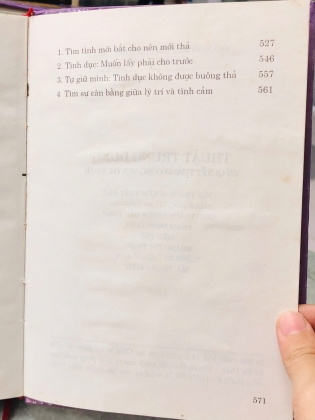 1. Tìm tình mới bắt cho nên mới thả 527
2. Tình dục: Muốn lấy phải cho trước 546
3. Tự giữ mình: Tình dục không được buông thả 557
4. Tìm sự cân bằng giữa lý trí và tình cảm 561
571